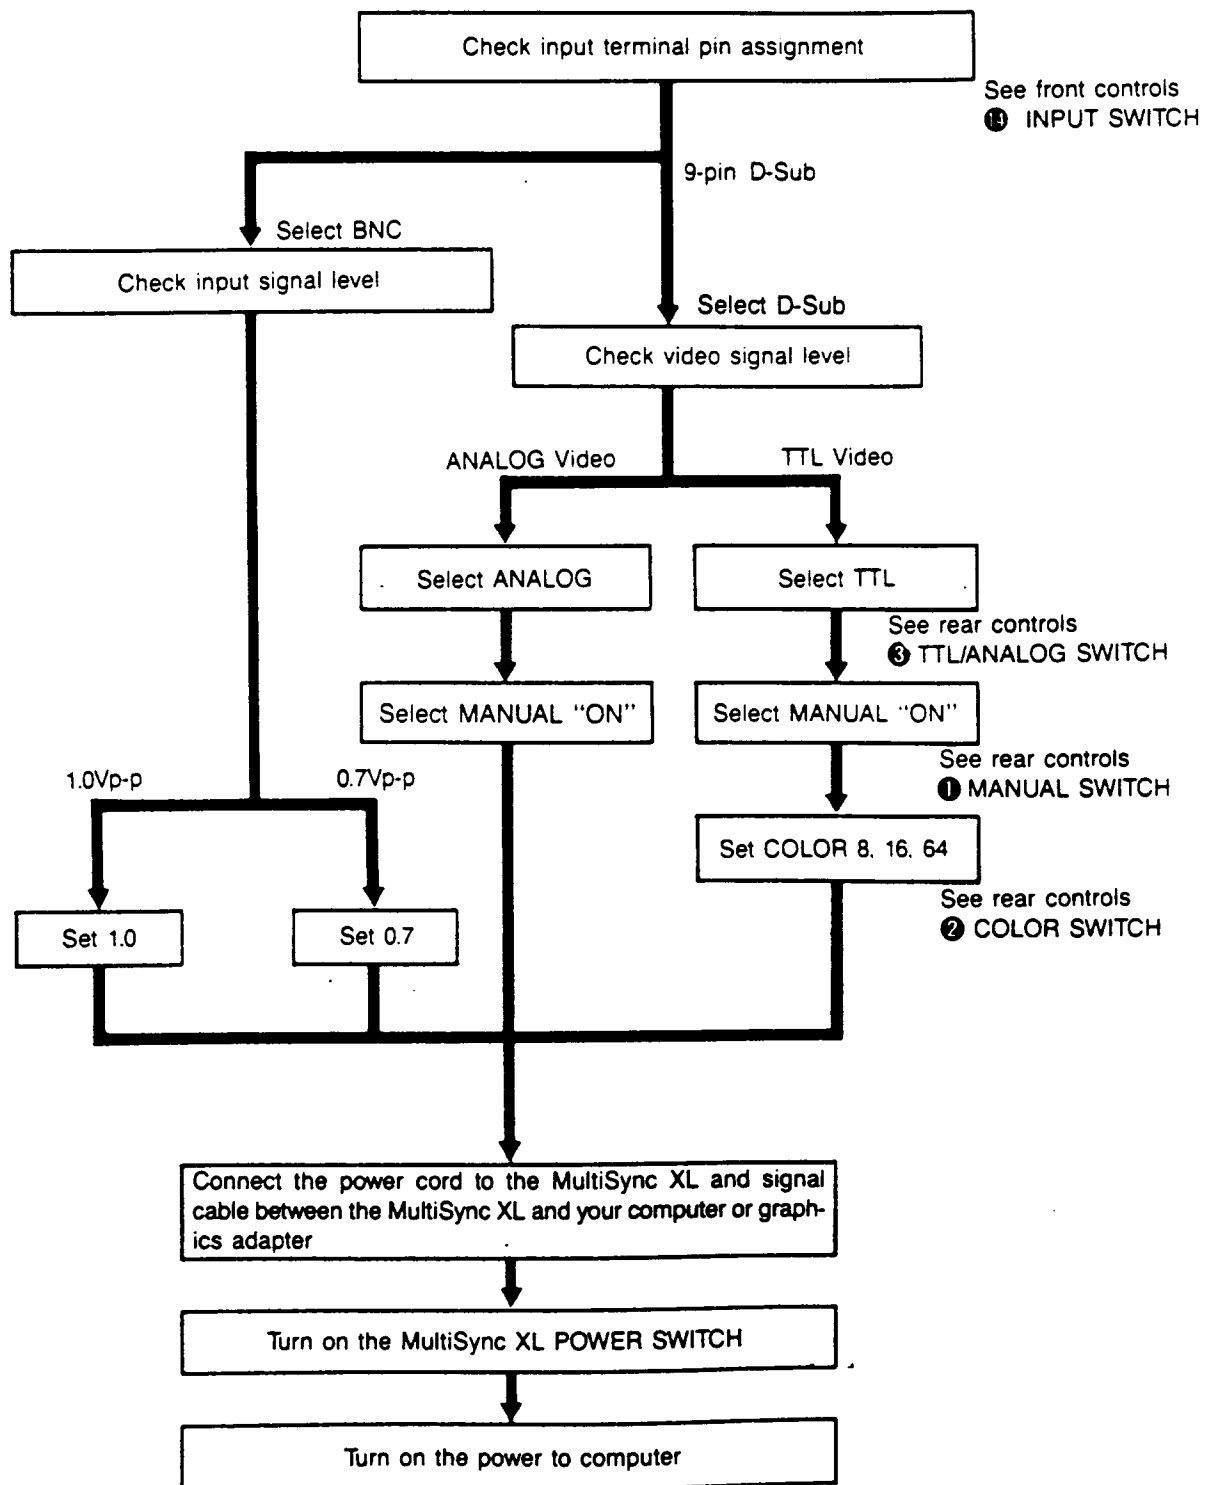 Check input terminal pin assignment
See front controls
⓮ INPUT SWITCH
9-pin D-Sub
Select BNC
Check input signal level
Select D-Sub
Check video signal level
ANALOG Video
TTL Video
Select ANALOG
Select TTL
See rear controls
❸ TTL/ANALOG SWITCH
Select MANUAL “ON”
Select MANUAL “ON”
See rear controls
❶ MANUAL SWITCH
1.0Vp-p
0.7Vp-p
Set COLOR 8, 16, 64
See rear controls
❷ COLOR SWITCH
Set 1.0
Set 0.7
Connect the power cord to the MultiSync XL and signal
cable between the MultiSync XL and your computer or graph-
ics adapter
Turn on the MultiSync XL POWER SWITCH
Turn on the power to computer